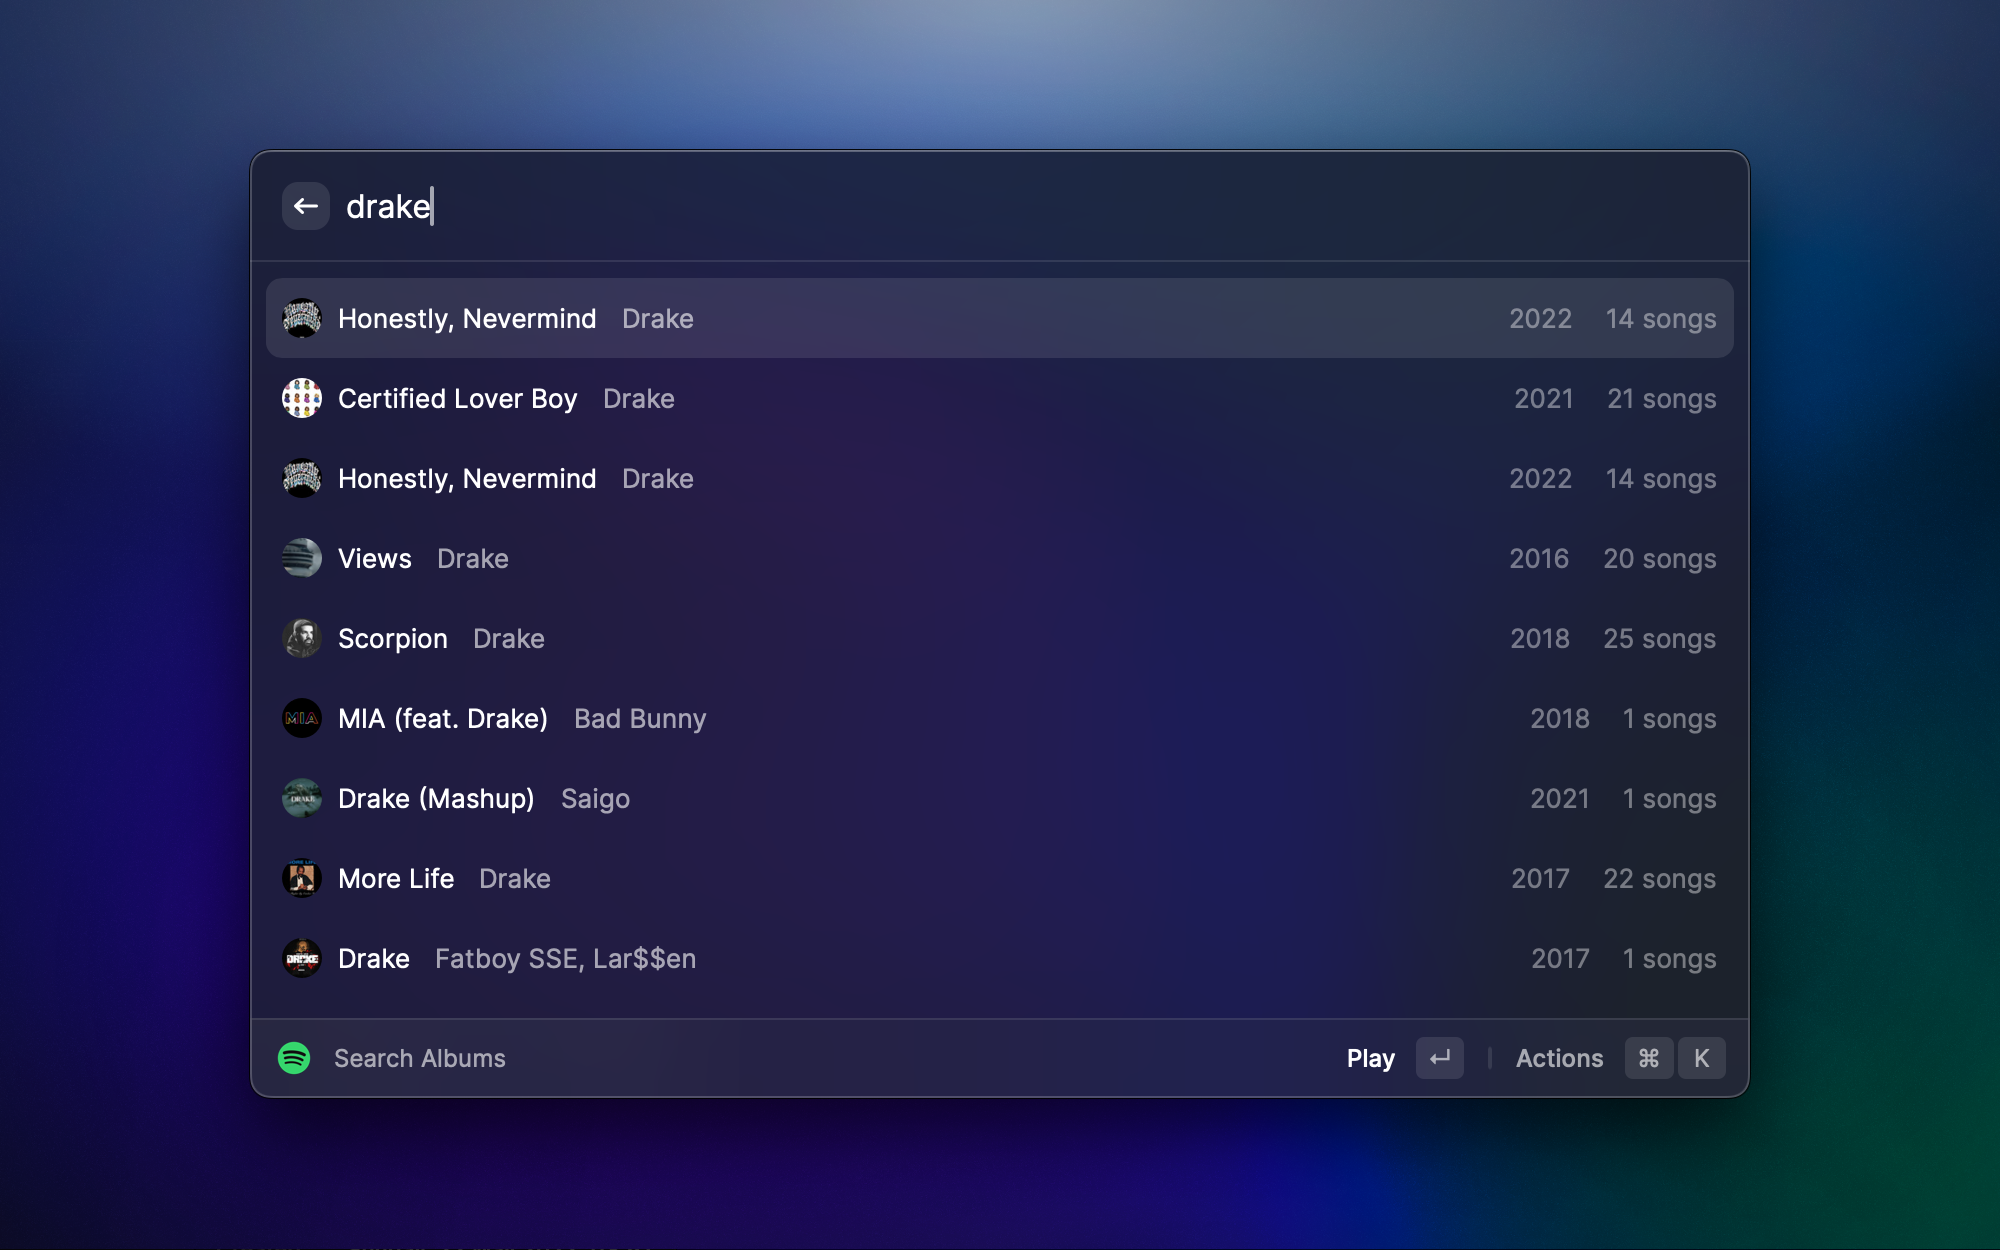 drake
Honestly, Nevermind Drake 2022 14 songs
Certified Lover Boy Drake 2021 21 songs
Honestly, Nevermind Drake 2022 14 songs
Views Drake 2016 20 songs
Scorpion Drake 2018 25 songs
MIA MIA (feat. Drake) Bad Bunny 2018 1 songs
DRAKE Drake (Mashup) Saigo 2021 1 songs
More Life Drake 2017 22 songs
Drake Fatboy SSE, Lar$$en 2017 1 songs
Search Albums Play ↵ Actions ⌘ K